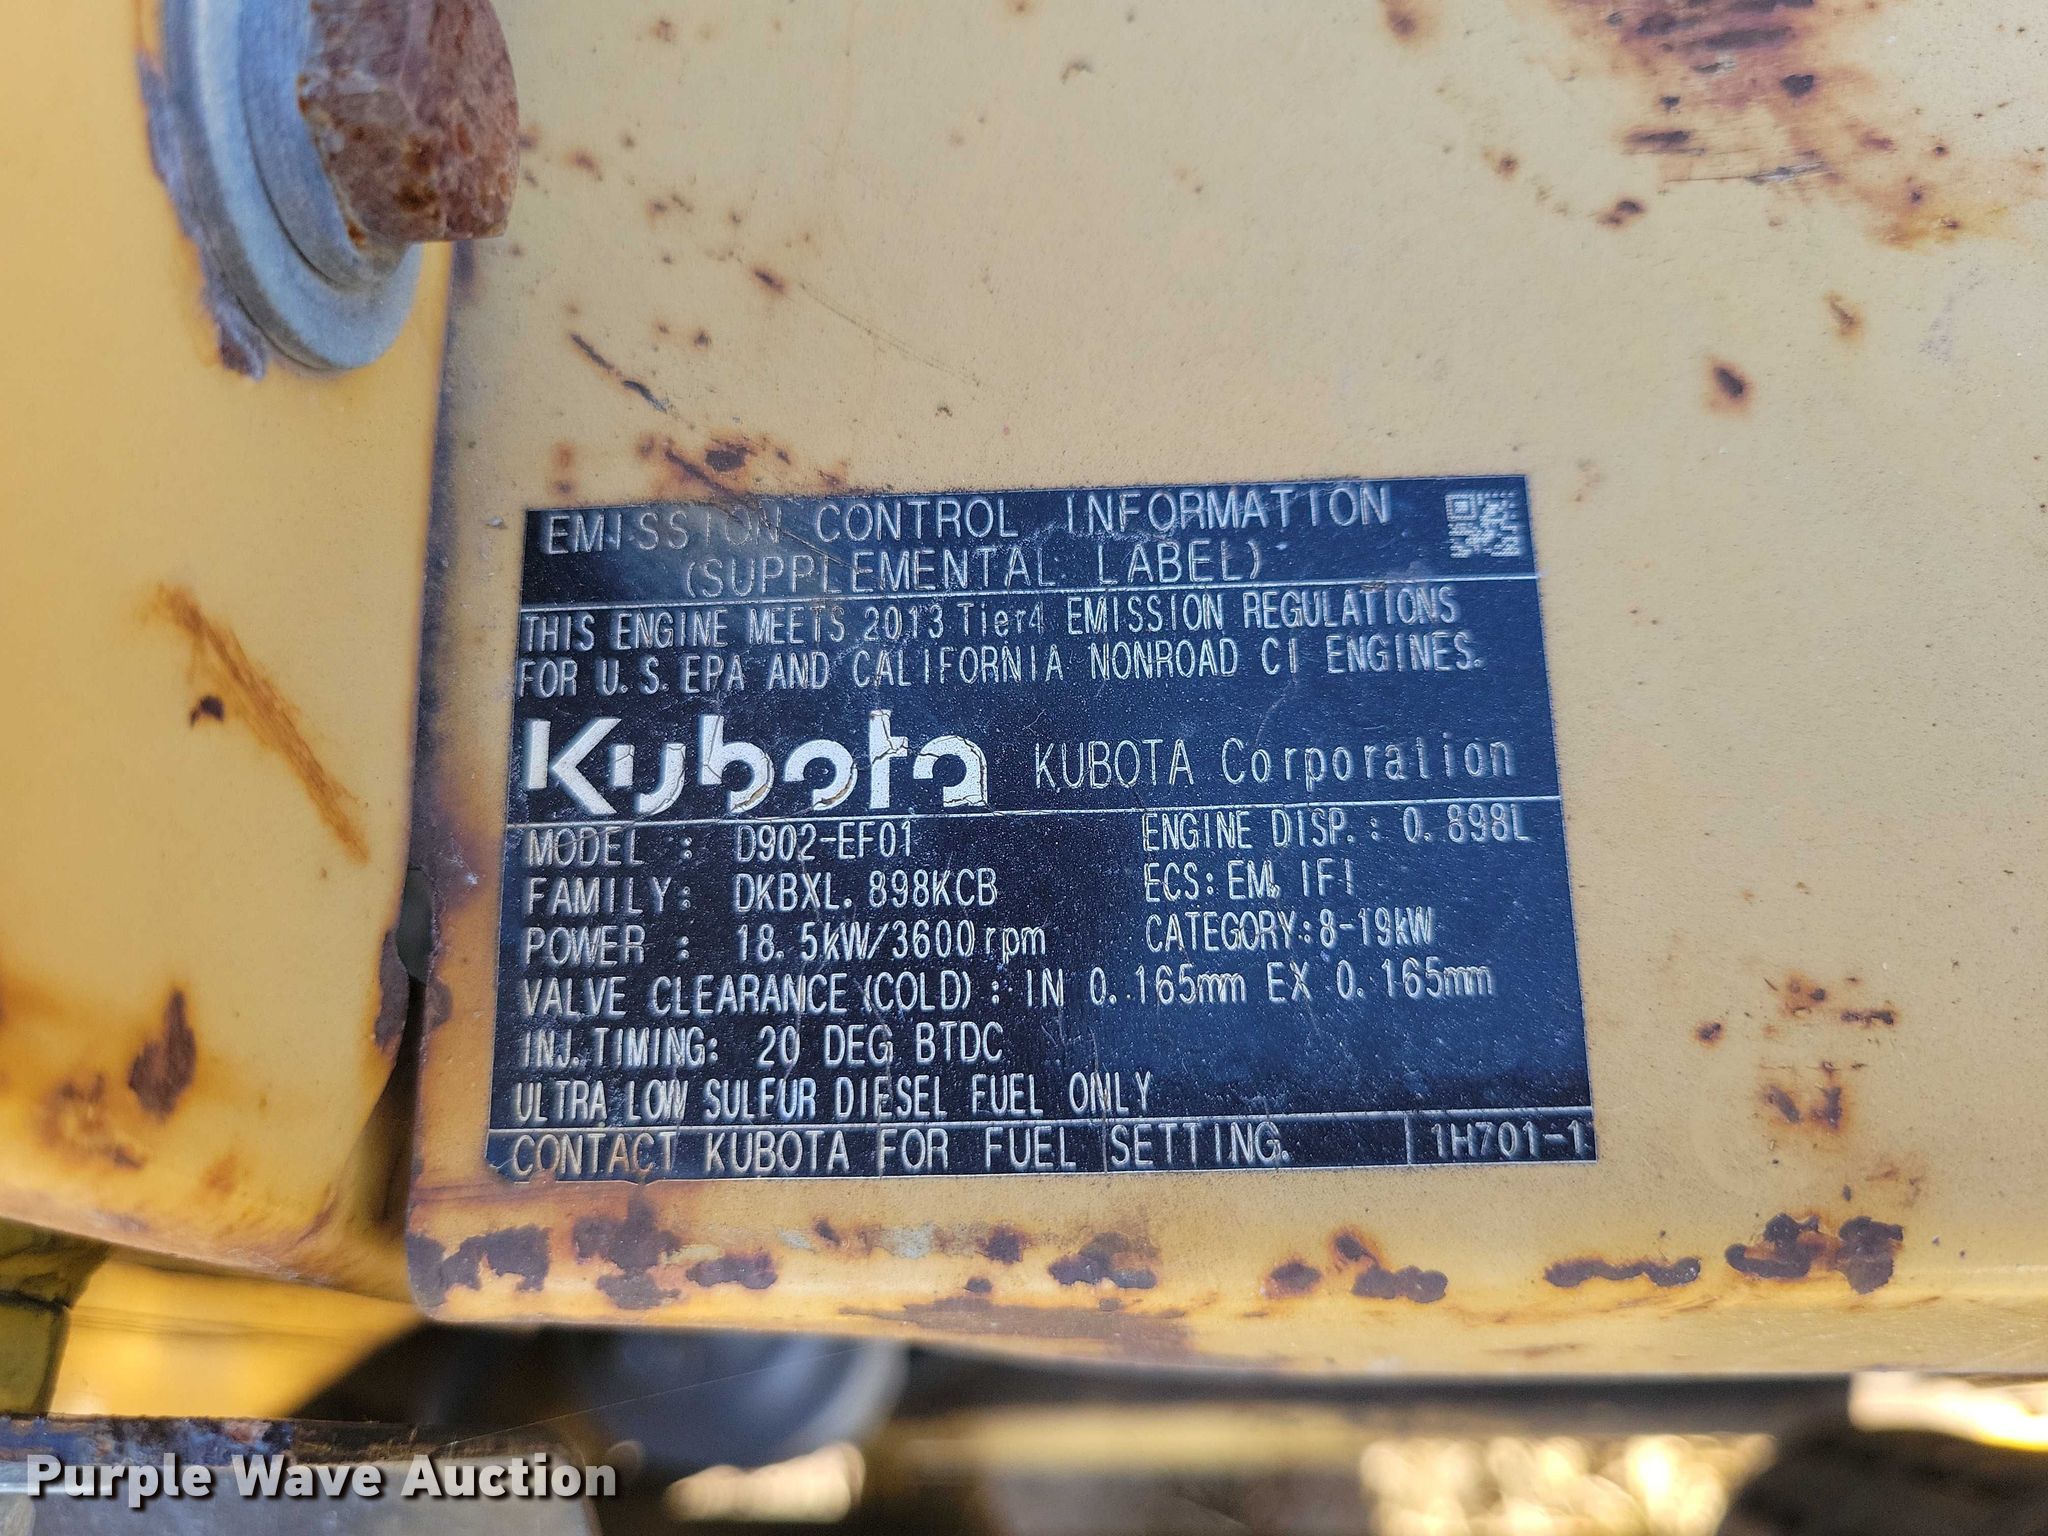 EMISSION CONTROL INFORMATION
(SUPPLEMENTAL LABEL)
THIS ENGINE MEETS 2013 Tier4 EMISSION REGULATIONS
FOR U.S. EPA AND CALIFORNIA NONROAD CI ENGINES.
Kubota KUBOTA Corporation
MODEL : D902-EF01 ENGINE DISP.: 0.898L
FAMILY: DKBXL.898KCB ECS: EM, IFI
POWER : 18.5kW/3600rpm CATEGORY:8-19kW
VALVE CLEARANCE (COLD) : IN 0.165mm EX 0.165mm
INJ.TIMING: 20 DEG BTDC
ULTRA LOW SULFUR DIESEL FUEL ONLY
CONTACT KUBOTA FOR FUEL SETTING. 1H701-1
Purple Wave Auction